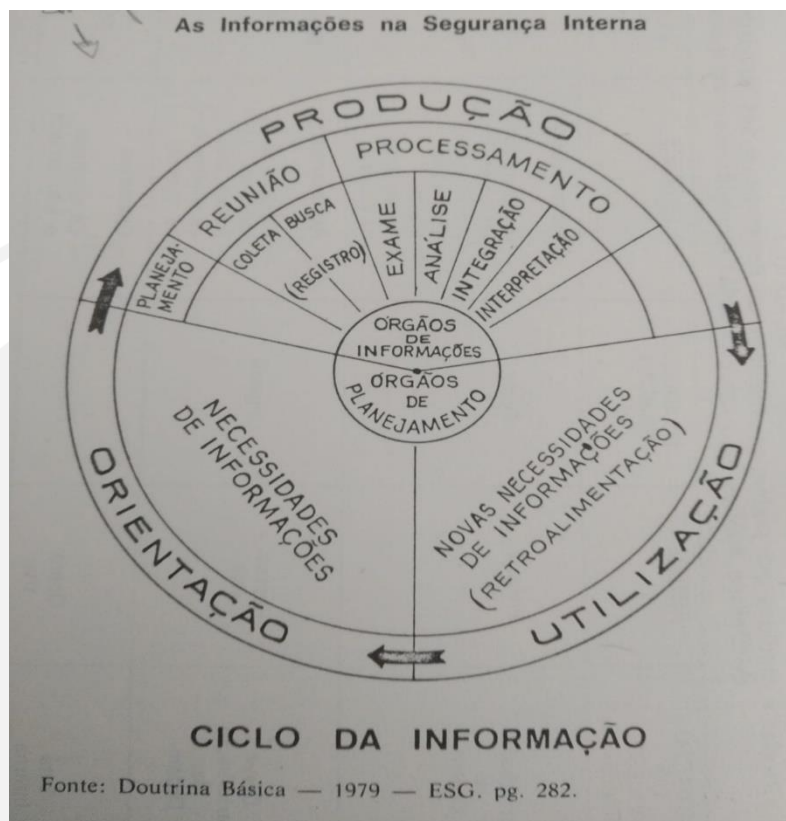 As Informações na Segurança Interna
PRODUÇÃO
REUNIÃO
PROCESSAMENTO
PLANEJA-
MENTO
COLETA
BUSCA
(REGISTRO)
EXAME
ANÁLISE
INTEGRAÇÃO
INTERPRETAÇÃO
ÓRGÃOS
DE
INFORMAÇÕES
ÓRGÃOS
DE
PLANEJAMENTO
NECESSIDADES
DE INFORMAÇÕES
NOVAS NECESSIDADES
DE INFORMAÇÕES
(RETROALIMENTAÇÃO)
ORIENTAÇÃO
UTILIZAÇÃO
CICLO DA INFORMAÇÃO
Fonte: Doutrina Básica — 1979 — ESG. pg. 282.